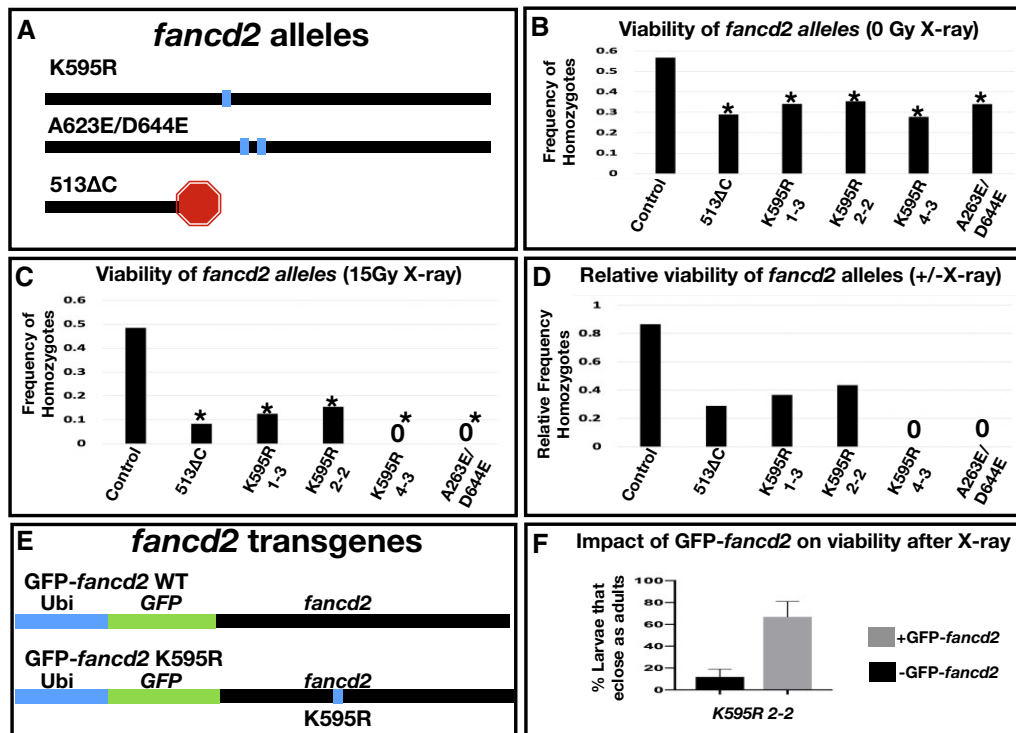 A
fancd2 alleles
K595R
A623E/D644E
513ΔC
B
Viability of fancd2 alleles (0 Gy X-ray)
Frequency of
Homozygotes
0.6
0.5
0.4
0.3
0.2
0.1
0
*
*
*
*
*
Control
513ΔC
K595R
1-3
K595R
2-2
K595R
4-3
A263E/
D644E
C
Viability of fancd2 alleles (15Gy X-ray)
Frequency of
Homozygotes
0.6
0.5
0.4
0.3
0.2
0.1
0
*
*
*
0*
0*
Control
513ΔC
K595R
1-3
K595R
2-2
K595R
4-3
A263E/
D644E
D
Relative viability of fancd2 alleles (+/-X-ray)
Relative Frequency
Homozygotes
1
0.8
0.6
0.4
0.2
0
0
0
Control
513ΔC
K595R
1-3
K595R
2-2
K595R
4-3
A263E/
D644E
E
fancd2 transgenes
GFP-fancd2 WT
Ubi GFP fancd2
GFP-fancd2 K595R
Ubi GFP fancd2
K595R
F
Impact of GFP-fancd2 on viability after X-ray
% Larvae that
eclose as adults
100
80
60
40
20
0
K595R 2-2
+GFP-fancd2
-GFP-fancd2